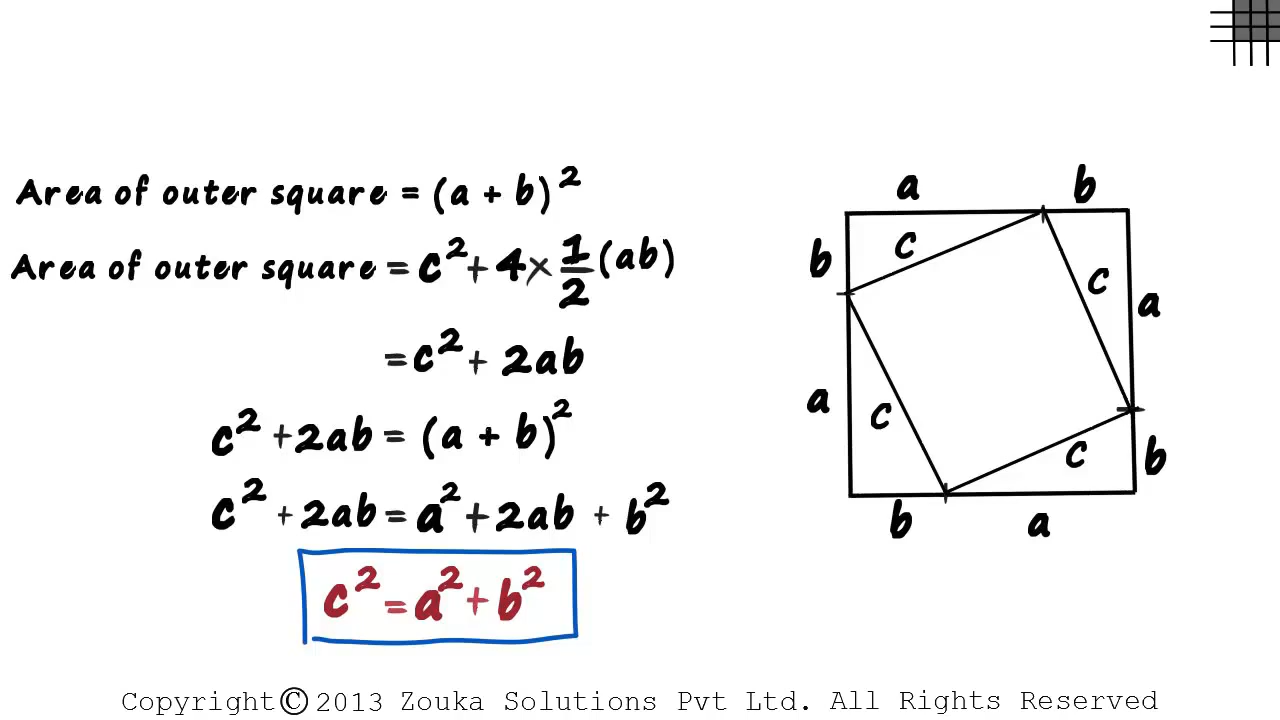 Area of outer square = (a + b)²
Area of outer square = c² + 4 × 1/2 (ab)
= c² + 2ab
c² + 2ab = (a + b)²
c² + 2ab = a² + 2ab + b²
c² = a² + b²
a b
b c
c a
a c
c b
b a
Copyright © 2013 Zouka Solutions Pvt Ltd. All Rights Reserved